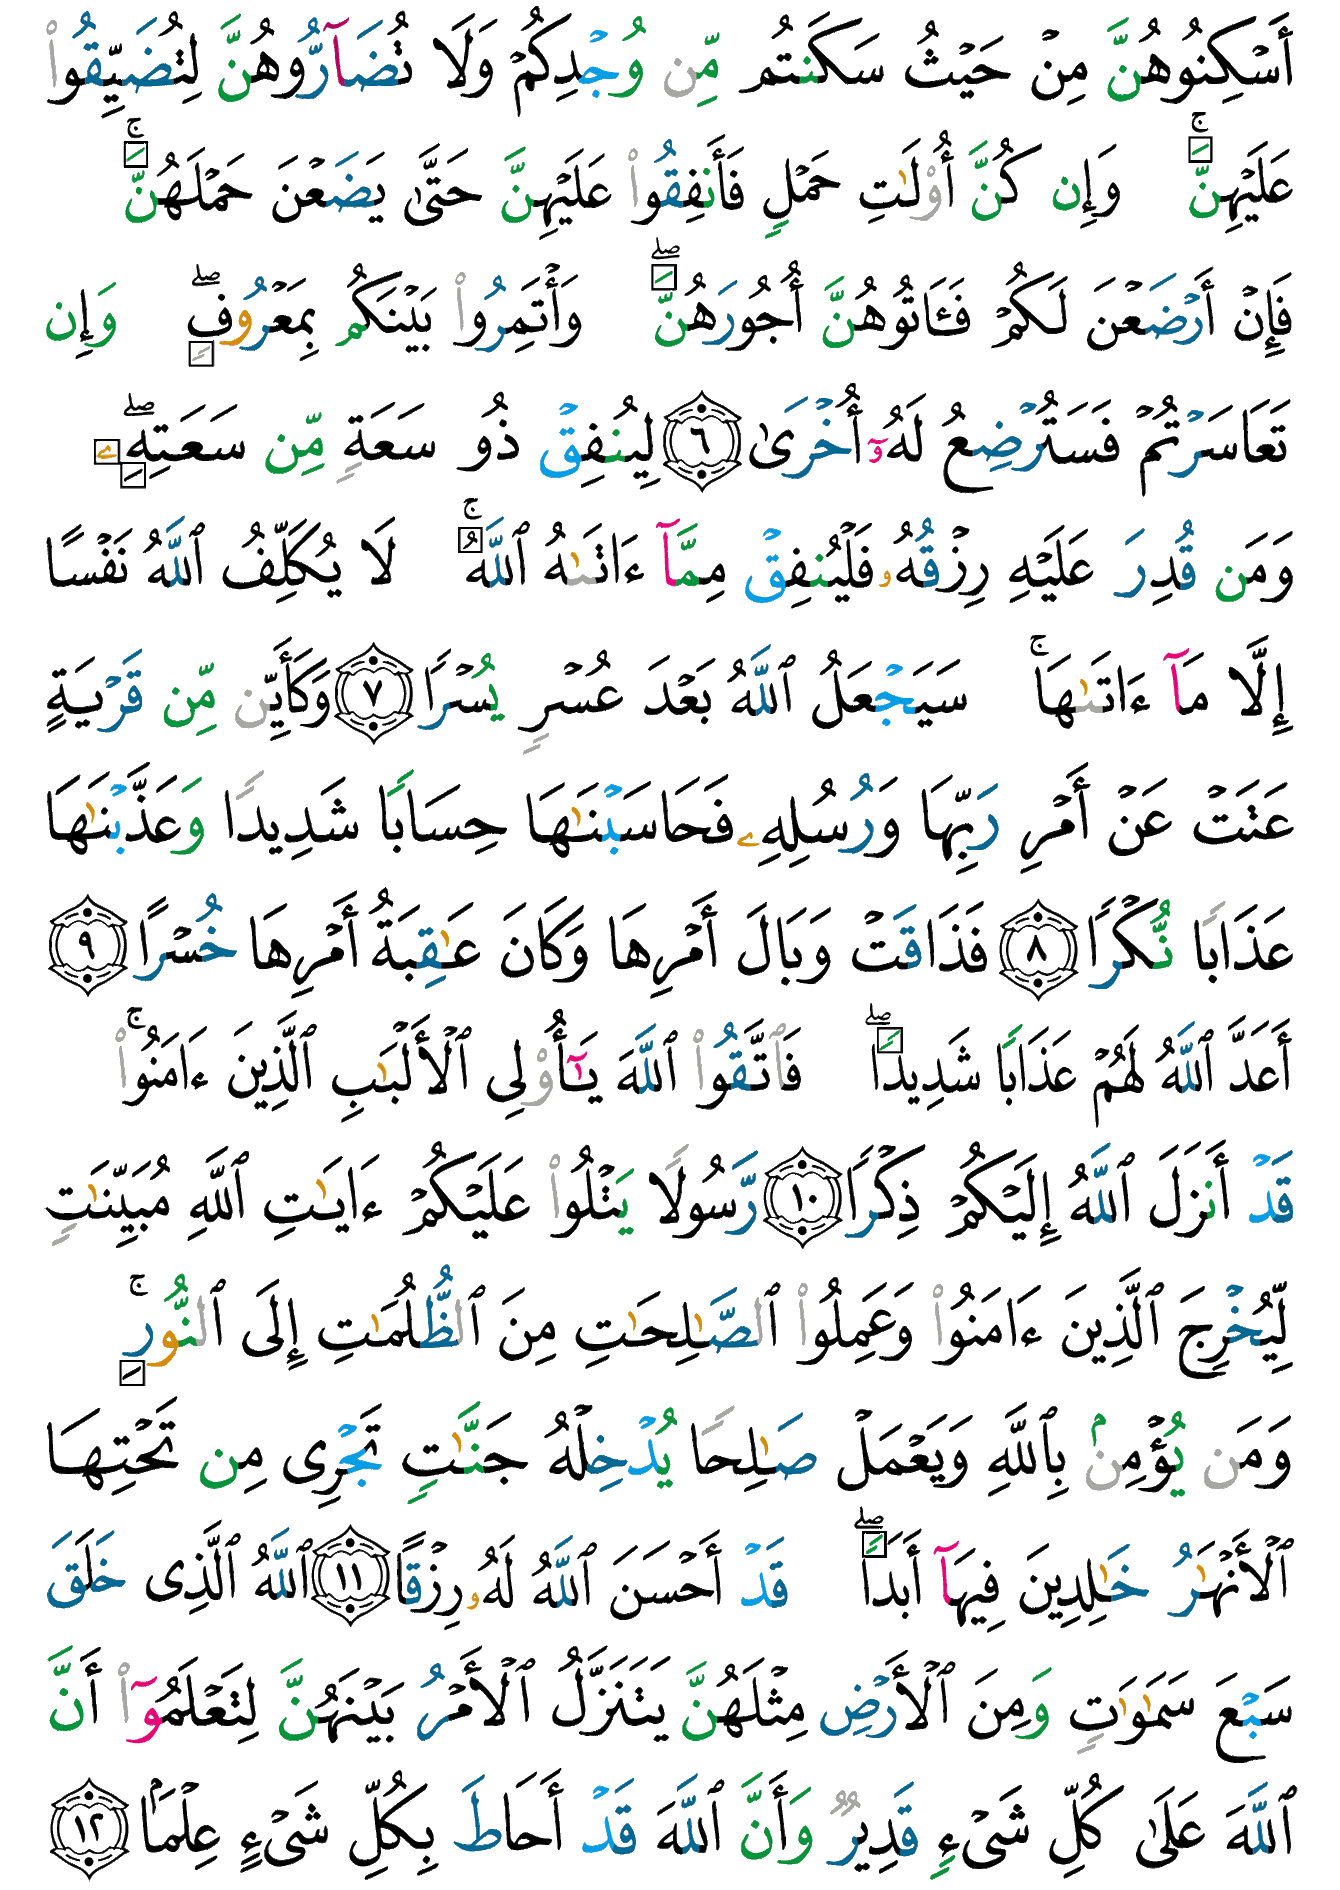 أَسْكِنُوهُنَّ مِنْ حَيْثُ سَكَنتُم مِّن وُجْدِكُمْ وَلَا تُضَآرُّوهُنَّ لِتُضَيِّقُوا۟
عَلَيْهِنَّ ۚ وَإِن كُنَّ أُو۟لَـٰتِ حَمْلٍ فَأَنفِقُوا۟ عَلَيْهِنَّ حَتَّىٰ يَضَعْنَ حَمْلَهُنَّ ۚ
فَإِنْ أَرْضَعْنَ لَكُمْ فَـَٔاتُوهُنَّ أُجُورَهُنَّ ۖ وَأْتَمِرُوا۟ بَيْنَكُم بِمَعْرُوفٍ ۖ وَإِن
تَعَاسَرْتُمْ فَسَتُرْضِعُ لَهُۥٓ أُخْرَىٰ ٦ لِيُنفِقْ ذُو سَعَةٍ مِّن سَعَتِهِۦ ۖ
وَمَن قُدِرَ عَلَيْهِ رِزْقُهُۥ فَلْيُنفِقْ مِمَّآ ءَاتَىٰهُ ٱللَّهُ ۚ لَا يُكَلِّفُ ٱللَّهُ نَفْسًا
إِلَّا مَآ ءَاتَىٰهَا ۚ سَيَجْعَلُ ٱللَّهُ بَعْدَ عُسْرٍ يُسْرًا ٧ وَكَأَيِّن مِّن قَرْيَةٍ
عَتَتْ عَنْ أَمْرِ رَبِّهَا وَرُسُلِهِۦ فَحَاسَبْنَـٰهَا حِسَابًا شَدِيدًا وَعَذَّبْنَـٰهَا
عَذَابًا نُّكْرًا ٨ فَذَاقَتْ وَبَالَ أَمْرِهَا وَكَانَ عَـٰقِبَةُ أَمْرِهَا خُسْرًا ٩
أَعَدَّ ٱللَّهُ لَهُمْ عَذَابًا شَدِيدًا ۖ فَٱتَّقُوا۟ ٱللَّهَ يَـٰٓأُو۟لِى ٱلْأَلْبَـٰبِ ٱلَّذِينَ ءَامَنُوا۟ ۚ
قَدْ أَنزَلَ ٱللَّهُ إِلَيْكُمْ ذِكْرًا ١٠ رَّسُولًا يَتْلُوا۟ عَلَيْكُمْ ءَايَـٰتِ ٱللَّهِ مُبَيِّنَـٰتٍ
لِّيُخْرِجَ ٱلَّذِينَ ءَامَنُوا۟ وَعَمِلُوا۟ ٱلصَّـٰلِحَـٰتِ مِنَ ٱلظُّلُمَـٰتِ إِلَى ٱلنُّورِ ۚ
وَمَن يُؤْمِنۢ بِٱللَّهِ وَيَعْمَلْ صَـٰلِحًا يُدْخِلْهُ جَنَّـٰتٍ تَجْرِى مِن تَحْتِهَا
ٱلْأَنْهَـٰرُ خَـٰلِدِينَ فِيهَآ أَبَدًا ۖ قَدْ أَحْسَنَ ٱللَّهُ لَهُۥ رِزْقًا ١١ ٱللَّهُ ٱلَّذِى خَلَقَ
سَبْعَ سَمَـٰوَٰتٍ وَمِنَ ٱلْأَرْضِ مِثْلَهُنَّ يَتَنَزَّلُ ٱلْأَمْرُ بَيْنَهُنَّ لِتَعْلَمُوٓا۟ أَنَّ
ٱللَّهَ عَلَىٰ كُلِّ شَىْءٍ قَدِيرٌ وَأَنَّ ٱللَّهَ قَدْ أَحَاطَ بِكُلِّ شَىْءٍ عِلْمًۢا ١٢